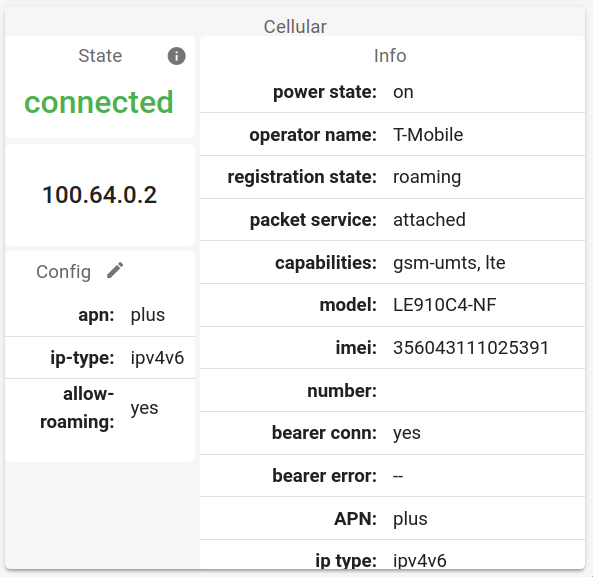 Cellular
State
connected
100.64.0.2
Config
apn: plus
ip-type: ipv4v6
allow-
roaming: yes
Info
power state: on
operator name: T-Mobile
registration state: roaming
packet service: attached
capabilities: gsm-umts, lte
model: LE910C4-NF
imei: 356043111025391
number:
bearer conn: yes
bearer error: --
APN: plus
ip type: ipv4v6